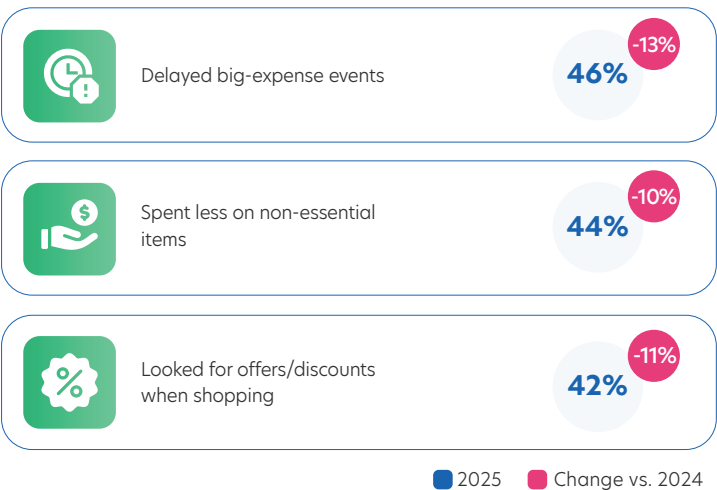 Delayed big-expense events
46%
-13%
$
Spent less on non-essential
items
44%
-10%
%
Looked for offers/discounts
when shopping
42%
-11%
2025
Change vs. 2024